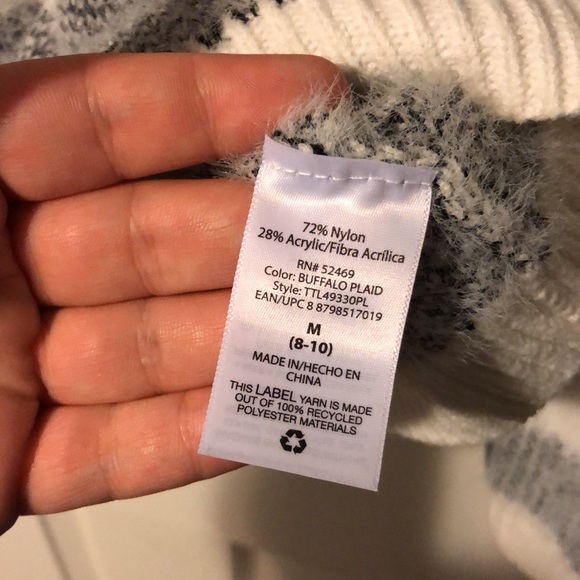 72% Nylon
28% Acrylic/Fibra Acrílica
RN# 52469
Color: BUFFALO PLAID
Style: TTL49330PL
EAN/UPC 8 8798517019
M
(8-10)
MADE IN/HECHO EN
CHINA
THIS LABEL YARN IS MADE
OUT OF 100% RECYCLED
POLYESTER MATERIALS